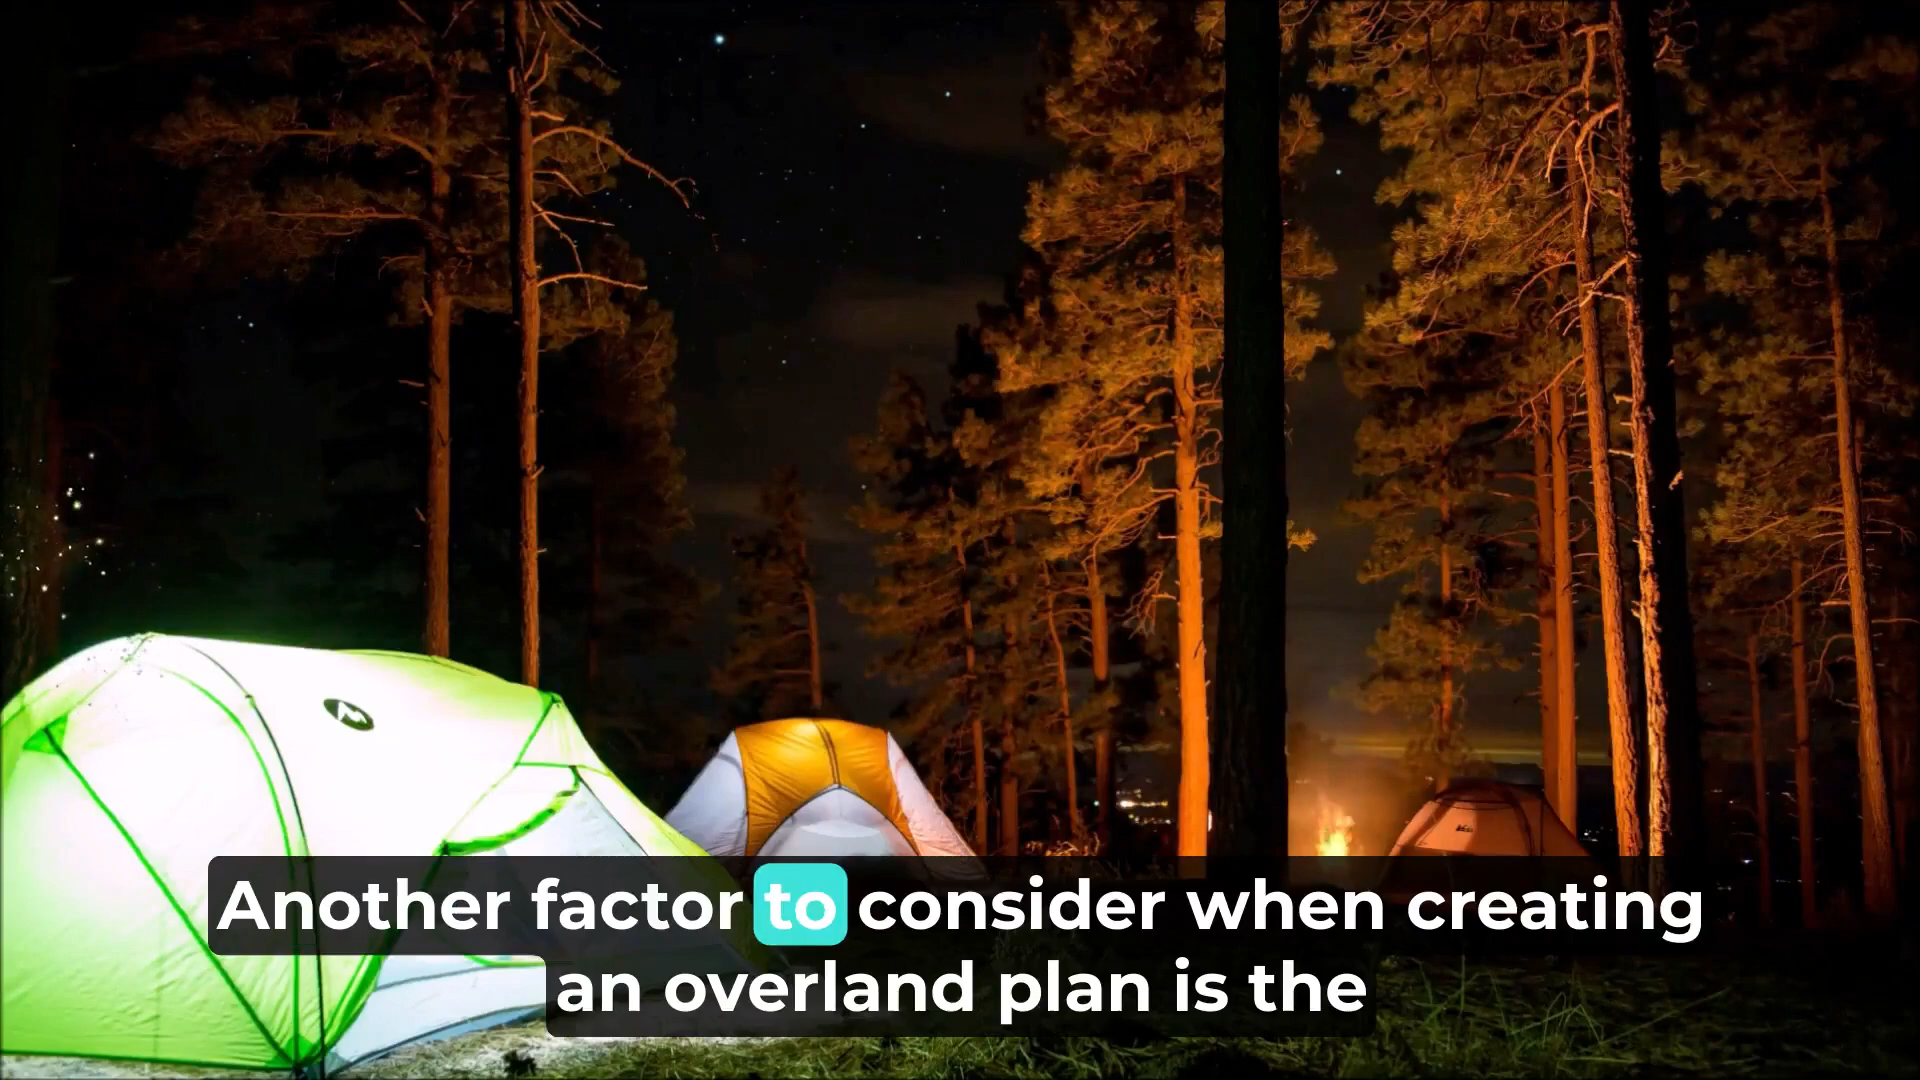 Another factor to consider when creating
an overland plan is the